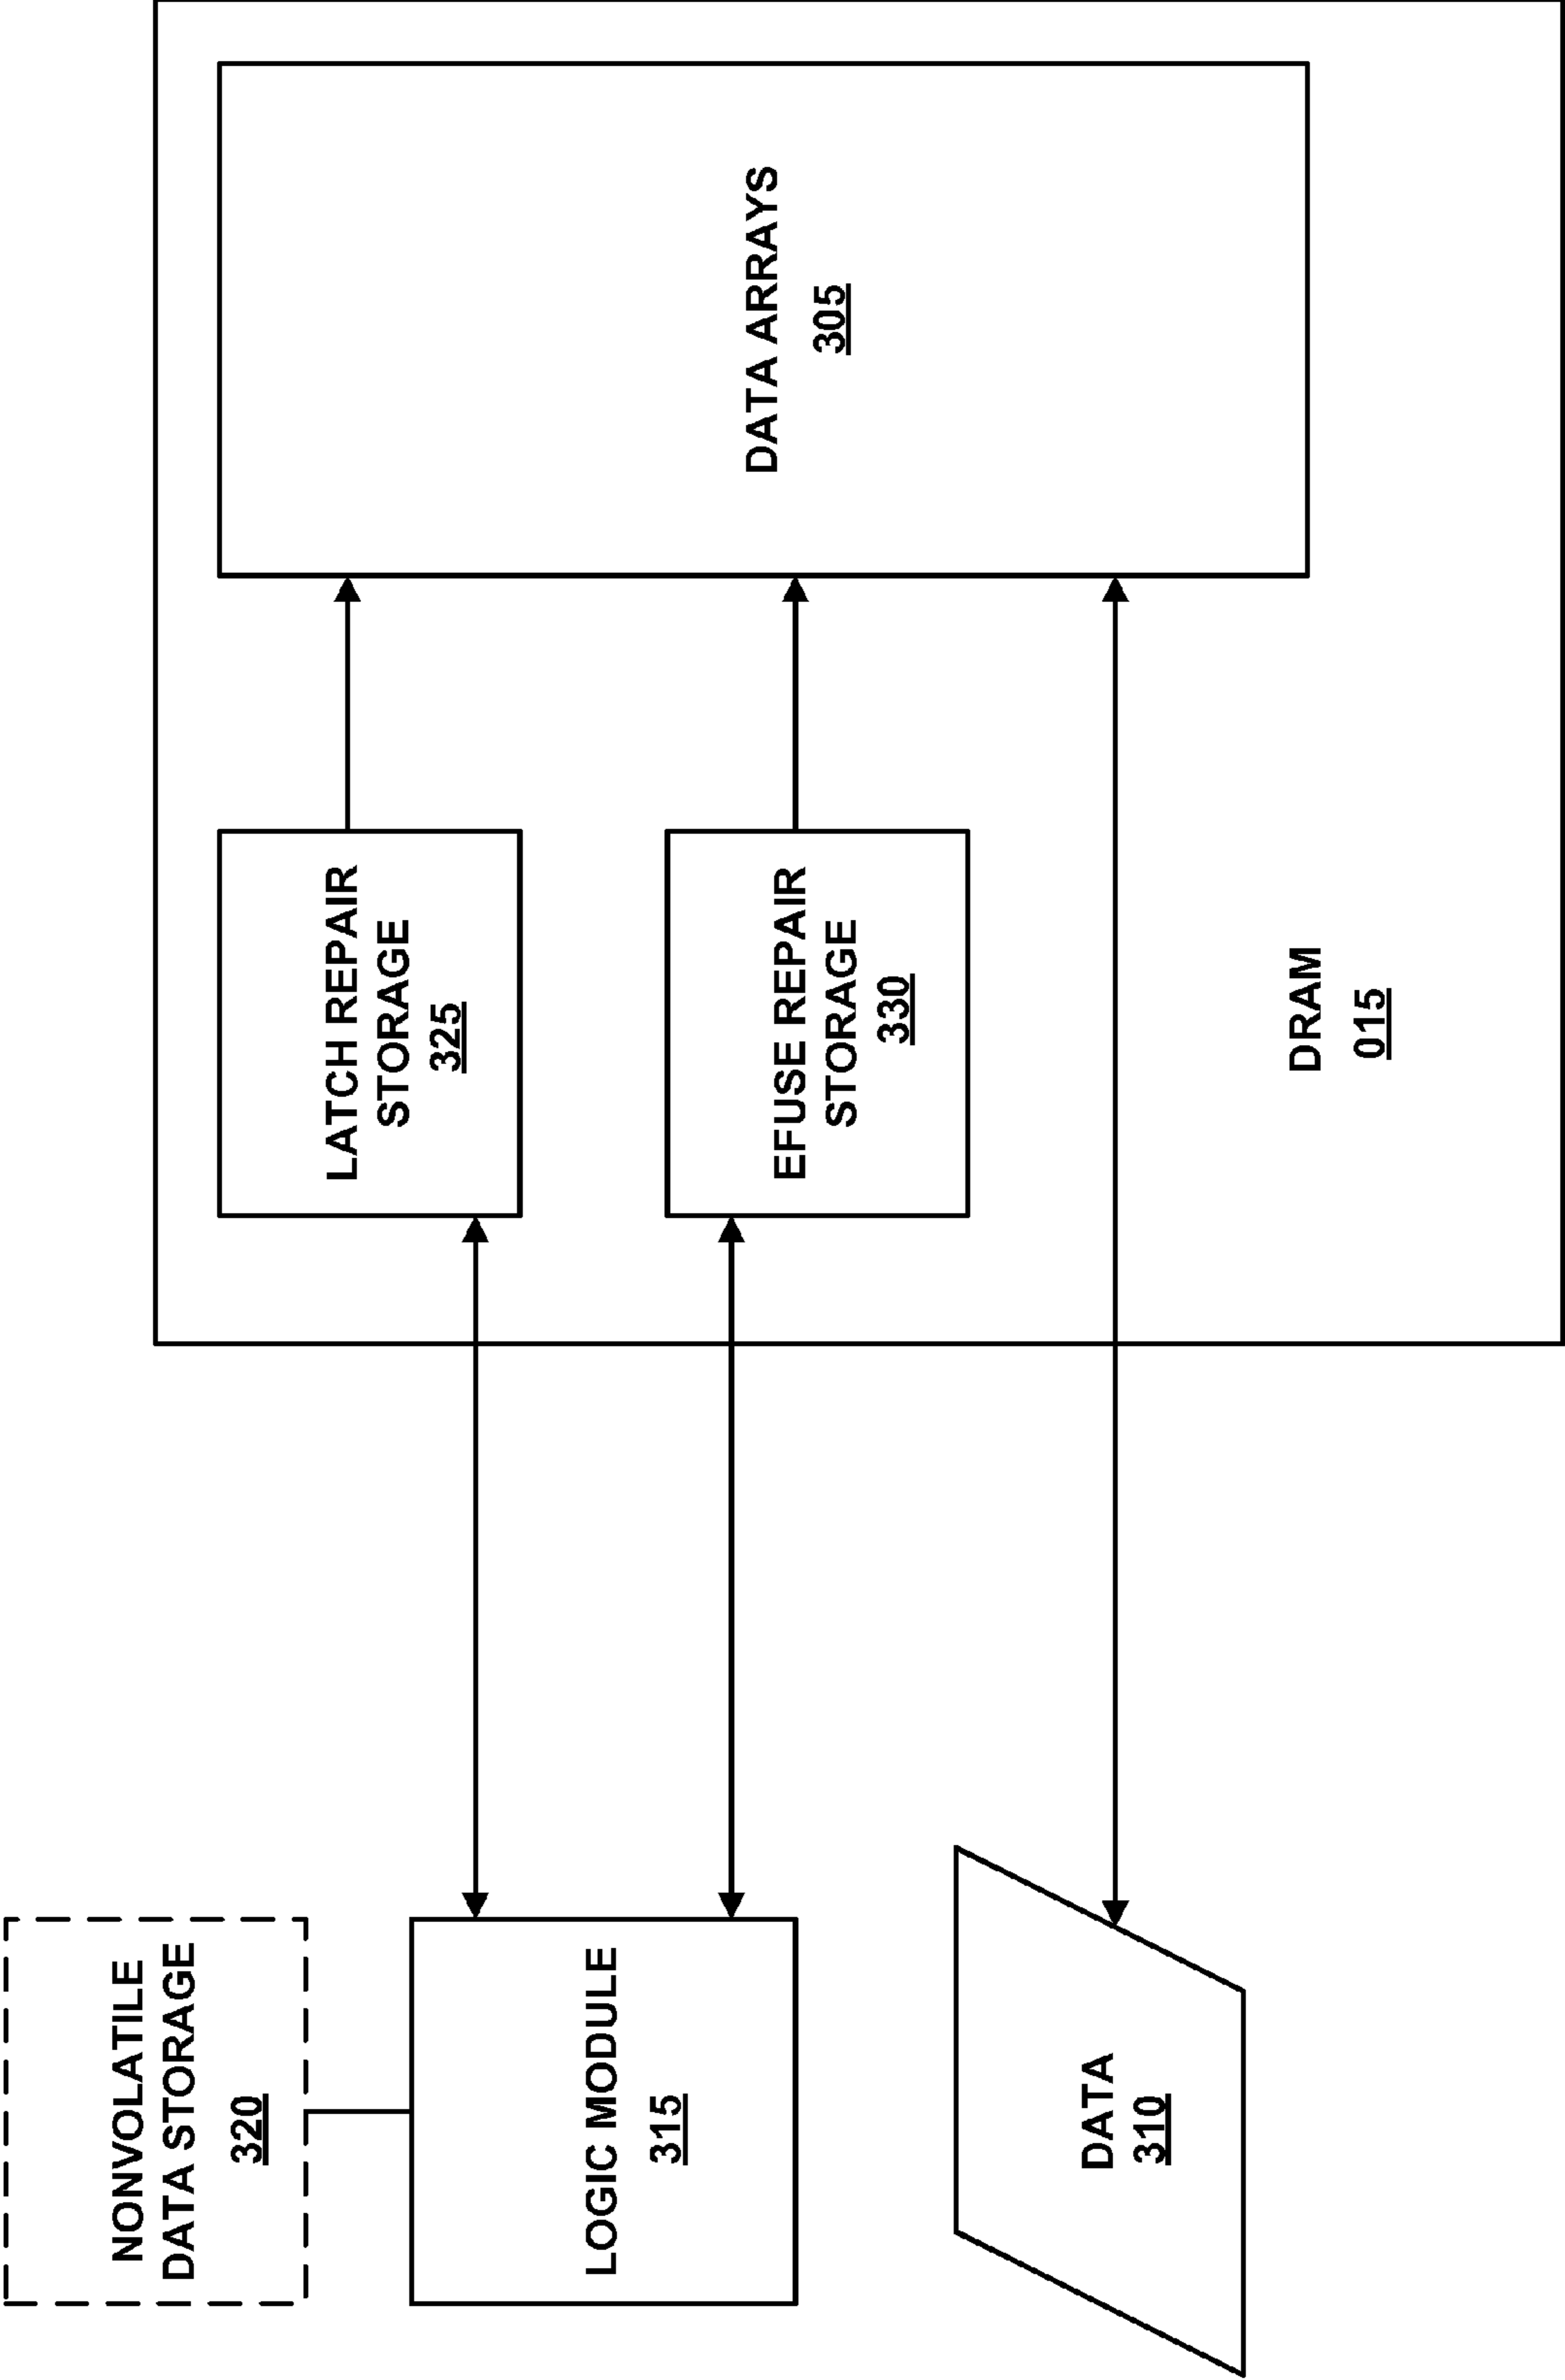 NONVOLATILE
DATA STORAGE
320
LOGIC MODULE
315
DATA
310
LATCH REPAIR
STORAGE
325
EFUSE REPAIR
STORAGE
330
DRAM
015
DATA ARRAYS
305